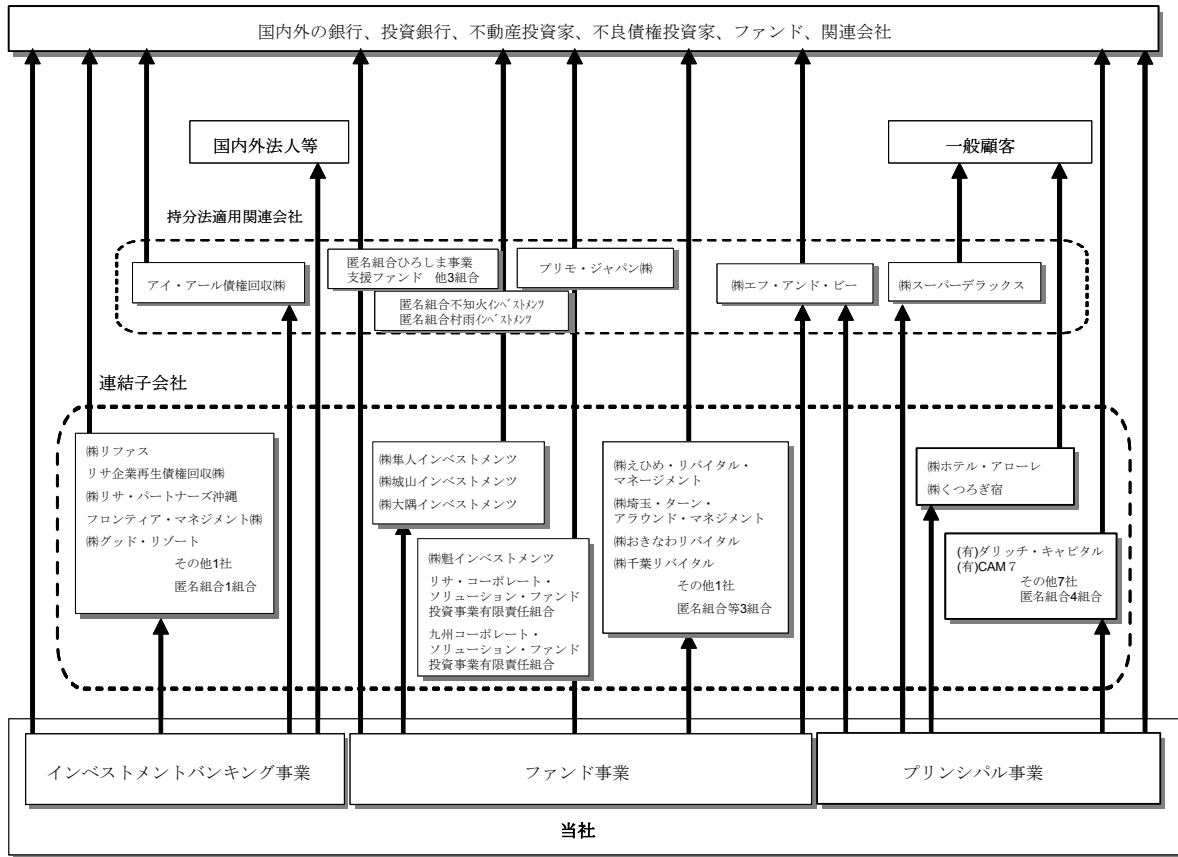 国内外の銀行、投資銀行、不動産投資家、不良債権投資家、ファンド、関連会社
国内外法人等
一般顧客
持分法適用関連会社
アイ・アール債権回収㈱
匿名組合ひろしま事業
支援ファンド 他3組合
匿名組合不知火ｲﾝﾍﾞｽﾄﾒﾝﾂ
匿名組合村雨ｲﾝﾍﾞｽﾄﾒﾝﾂ
プリモ・ジャパン㈱
㈱エフ・アンド・ビー
㈱スーパーデラックス
連結子会社
㈱リファス
リサ企業再生債権回収㈱
㈱リサ・パートナーズ沖縄
フロンティア・マネジメント㈱
㈱グッド・リゾート
その他1社
匿名組合1組合
㈱隼人インベストメンツ
㈱城山インベストメンツ
㈱大隅インベストメンツ
㈱魁インベストメンツ
リサ・コーポレート・
ソリューション・ファンド
投資事業有限責任組合
九州コーポレート・
ソリューション・ファンド
投資事業有限責任組合
㈱えひめ・リバイタル・
マネージメント
㈱埼玉・ターン・
アラウンド・マネジメント
㈱おきなわリバイタル
㈱千葉リバイタル
その他1社
匿名組合等3組合
㈱ホテル・アローレ
㈱くつろぎ宿
(有)ダリッチ・キャピタル
(有)CAM７
その他7社
匿名組合4組合
インベストメントバンキング事業
ファンド事業
プリンシパル事業
当社